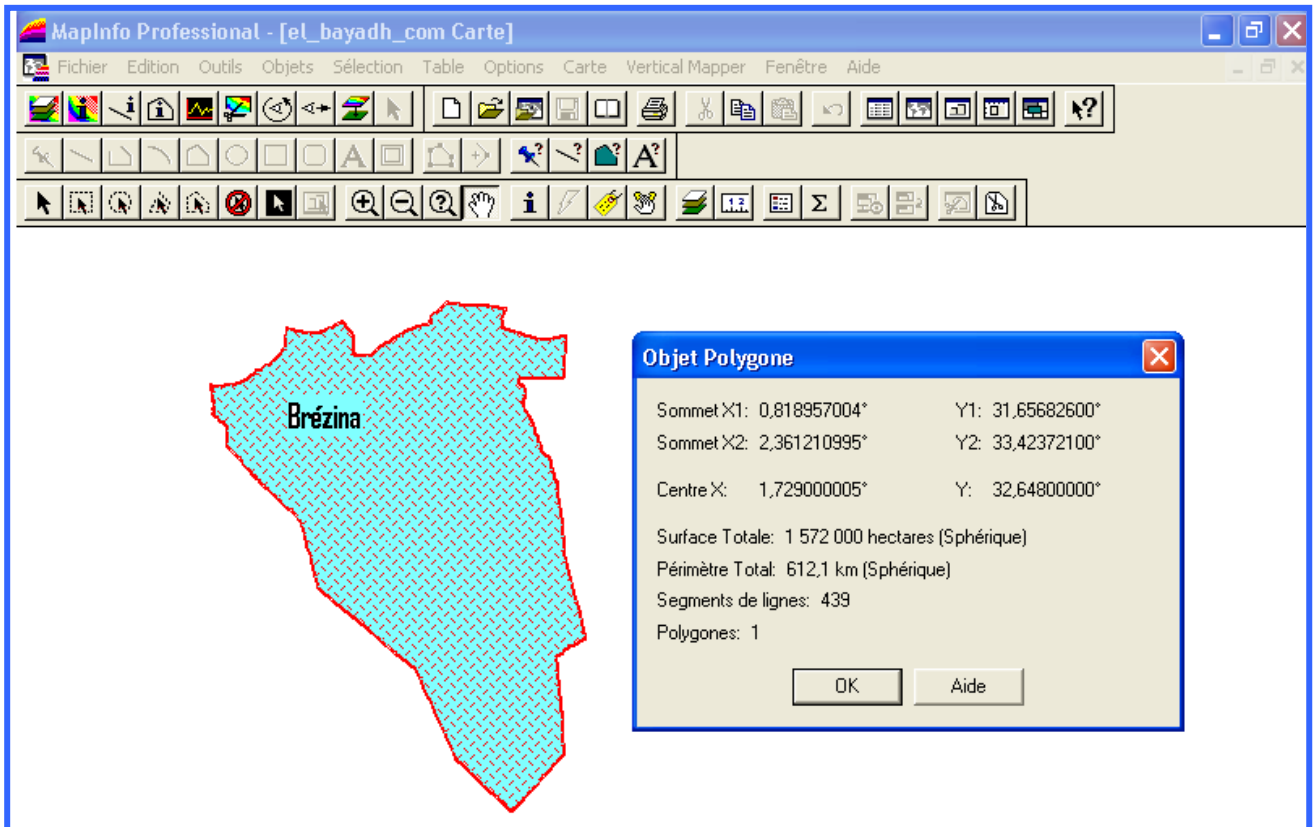 MapInfo Professional - [el_bayadh_com Carte]
Fichier Edition Outils Objets Sélection Table Options Carte Vertical Mapper Fenêtre Aide
Brézina
Objet Polygone
Sommet X1: 0,818957004° Y1: 31,65682600°
Sommet X2: 2,361210995° Y2: 33,42372100°
Centre X: 1,729000005° Y: 32,64800000°
Surface Totale: 1 572 000 hectares (Sphérique)
Périmètre Total: 612,1 km (Sphérique)
Segments de lignes: 439
Polygones: 1
OK Aide